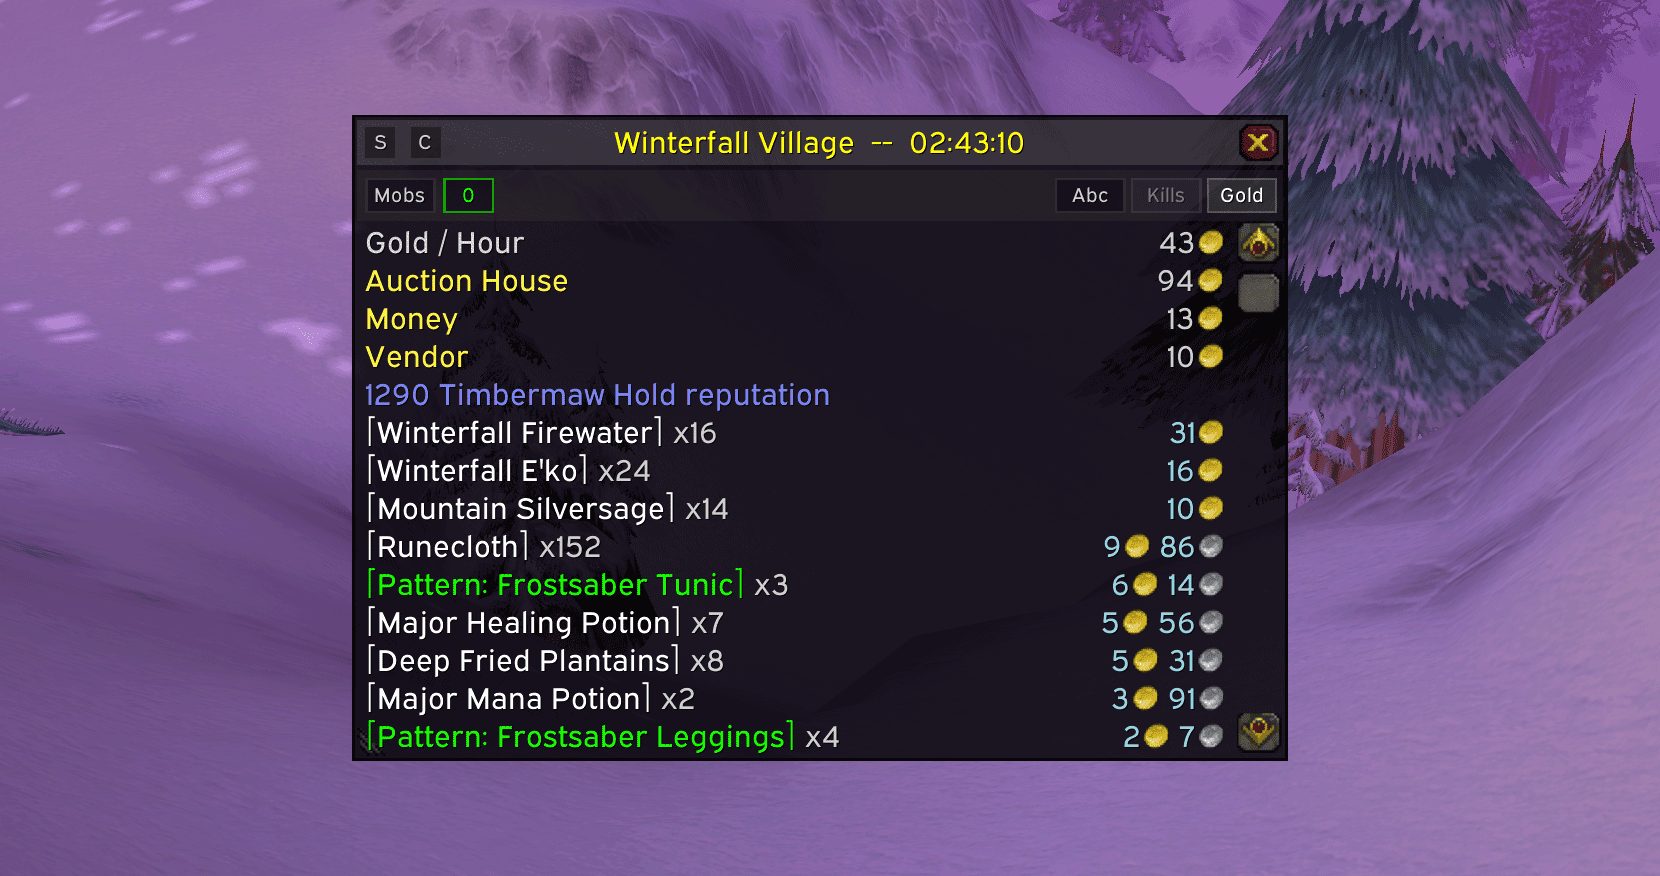 S C Winterfall Village -- 02:43:10 X
Mobs 0 Abc Kills Gold
Gold / Hour 43
Auction House 94
Money 13
Vendor 10
1290 Timbermaw Hold reputation
[Winterfall Firewater] x16 31
[Winterfall E'ko] x24 16
[Mountain Silversage] x14 10
[Runecloth] x152 9 86
[Pattern: Frostsaber Tunic] x3 6 14
[Major Healing Potion] x7 5 56
[Deep Fried Plantains] x8 5 31
[Major Mana Potion] x2 3 91
[Pattern: Frostsaber Leggings] x4 2 7